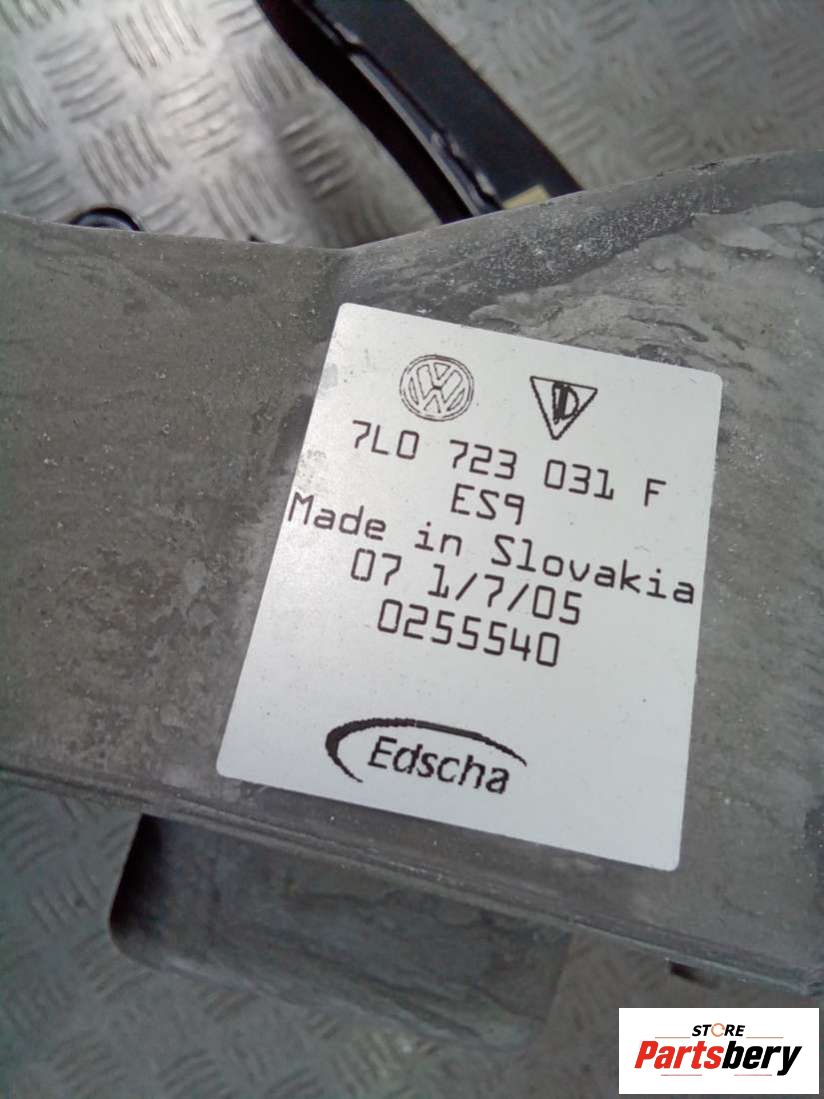 7L0 723 031 F
ES9
Made in Slovakia
07 1/7/05
0255540
Edscha
STORE
Partsbery